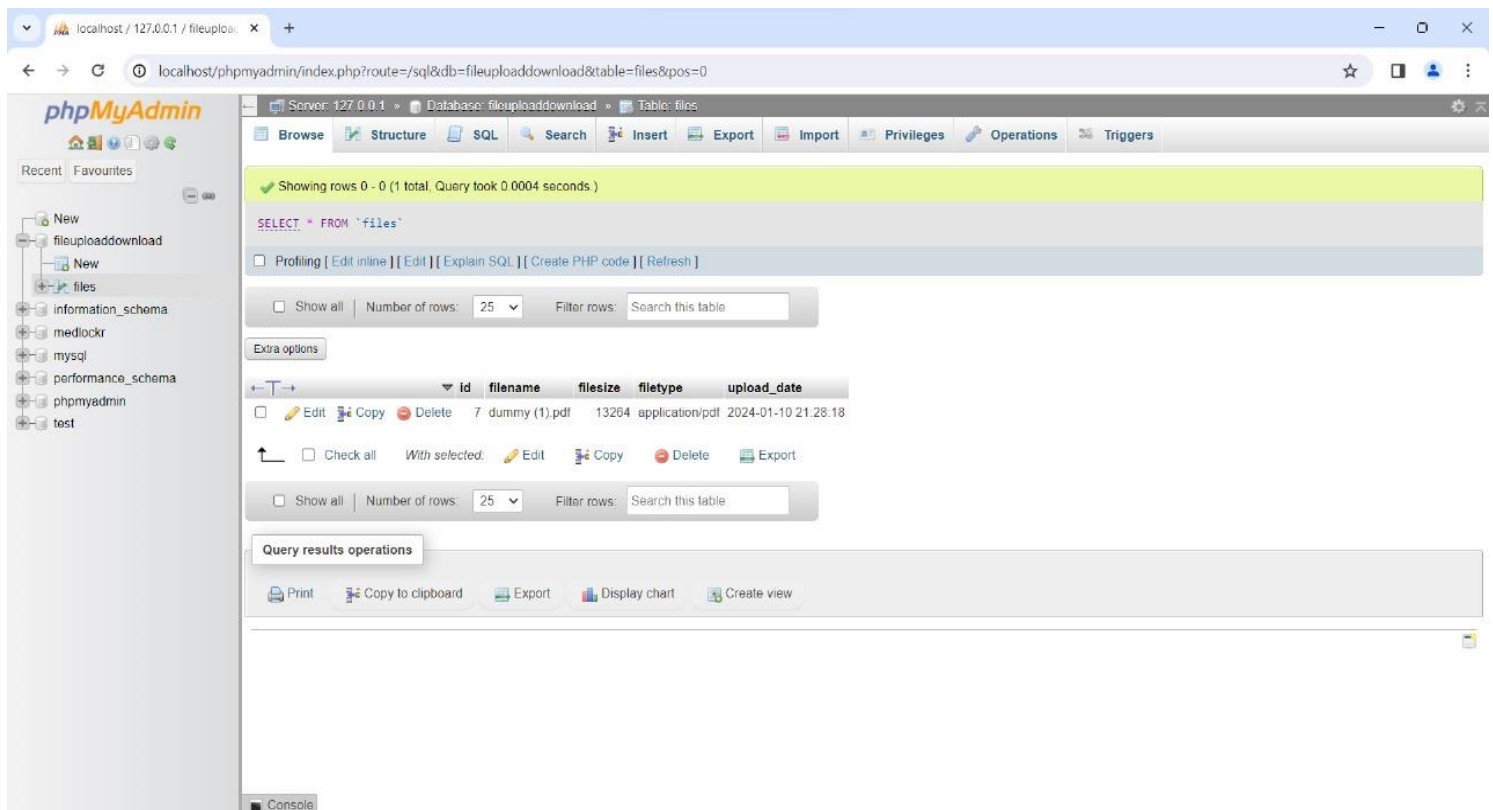 localhost / 127.0.0.1 / fileuploa
localhost/phpmyadmin/index.php?route=/sql&db=fileuploaddownload&table=files&pos=0
phpMyAdmin
Recent Favourites
New
fileuploaddownload
New
files
information_schema
medlockr
mysql
performance_schema
phpmyadmin
test
Server: 127.0.0.1 » Database: fileuploaddownload » Table: files
Browse Structure SQL Search Insert Export Import Privileges Operations Triggers
Showing rows 0 - 0 (1 total, Query took 0.0004 seconds.)
SELECT * FROM `files`
Profiling [ Edit inline ] [ Edit ] [ Explain SQL ] [ Create PHP code ] [ Refresh ]
Show all | Number of rows: 25 Filter rows: Search this table
Extra options
id filename filesize filetype upload_date
Edit Copy Delete 7 dummy (1).pdf 13264 application/pdf 2024-01-10 21:28:18
Check all With selected: Edit Copy Delete Export
Show all | Number of rows: 25 Filter rows: Search this table
Query results operations
Print Copy to clipboard Export Display chart Create view
Console